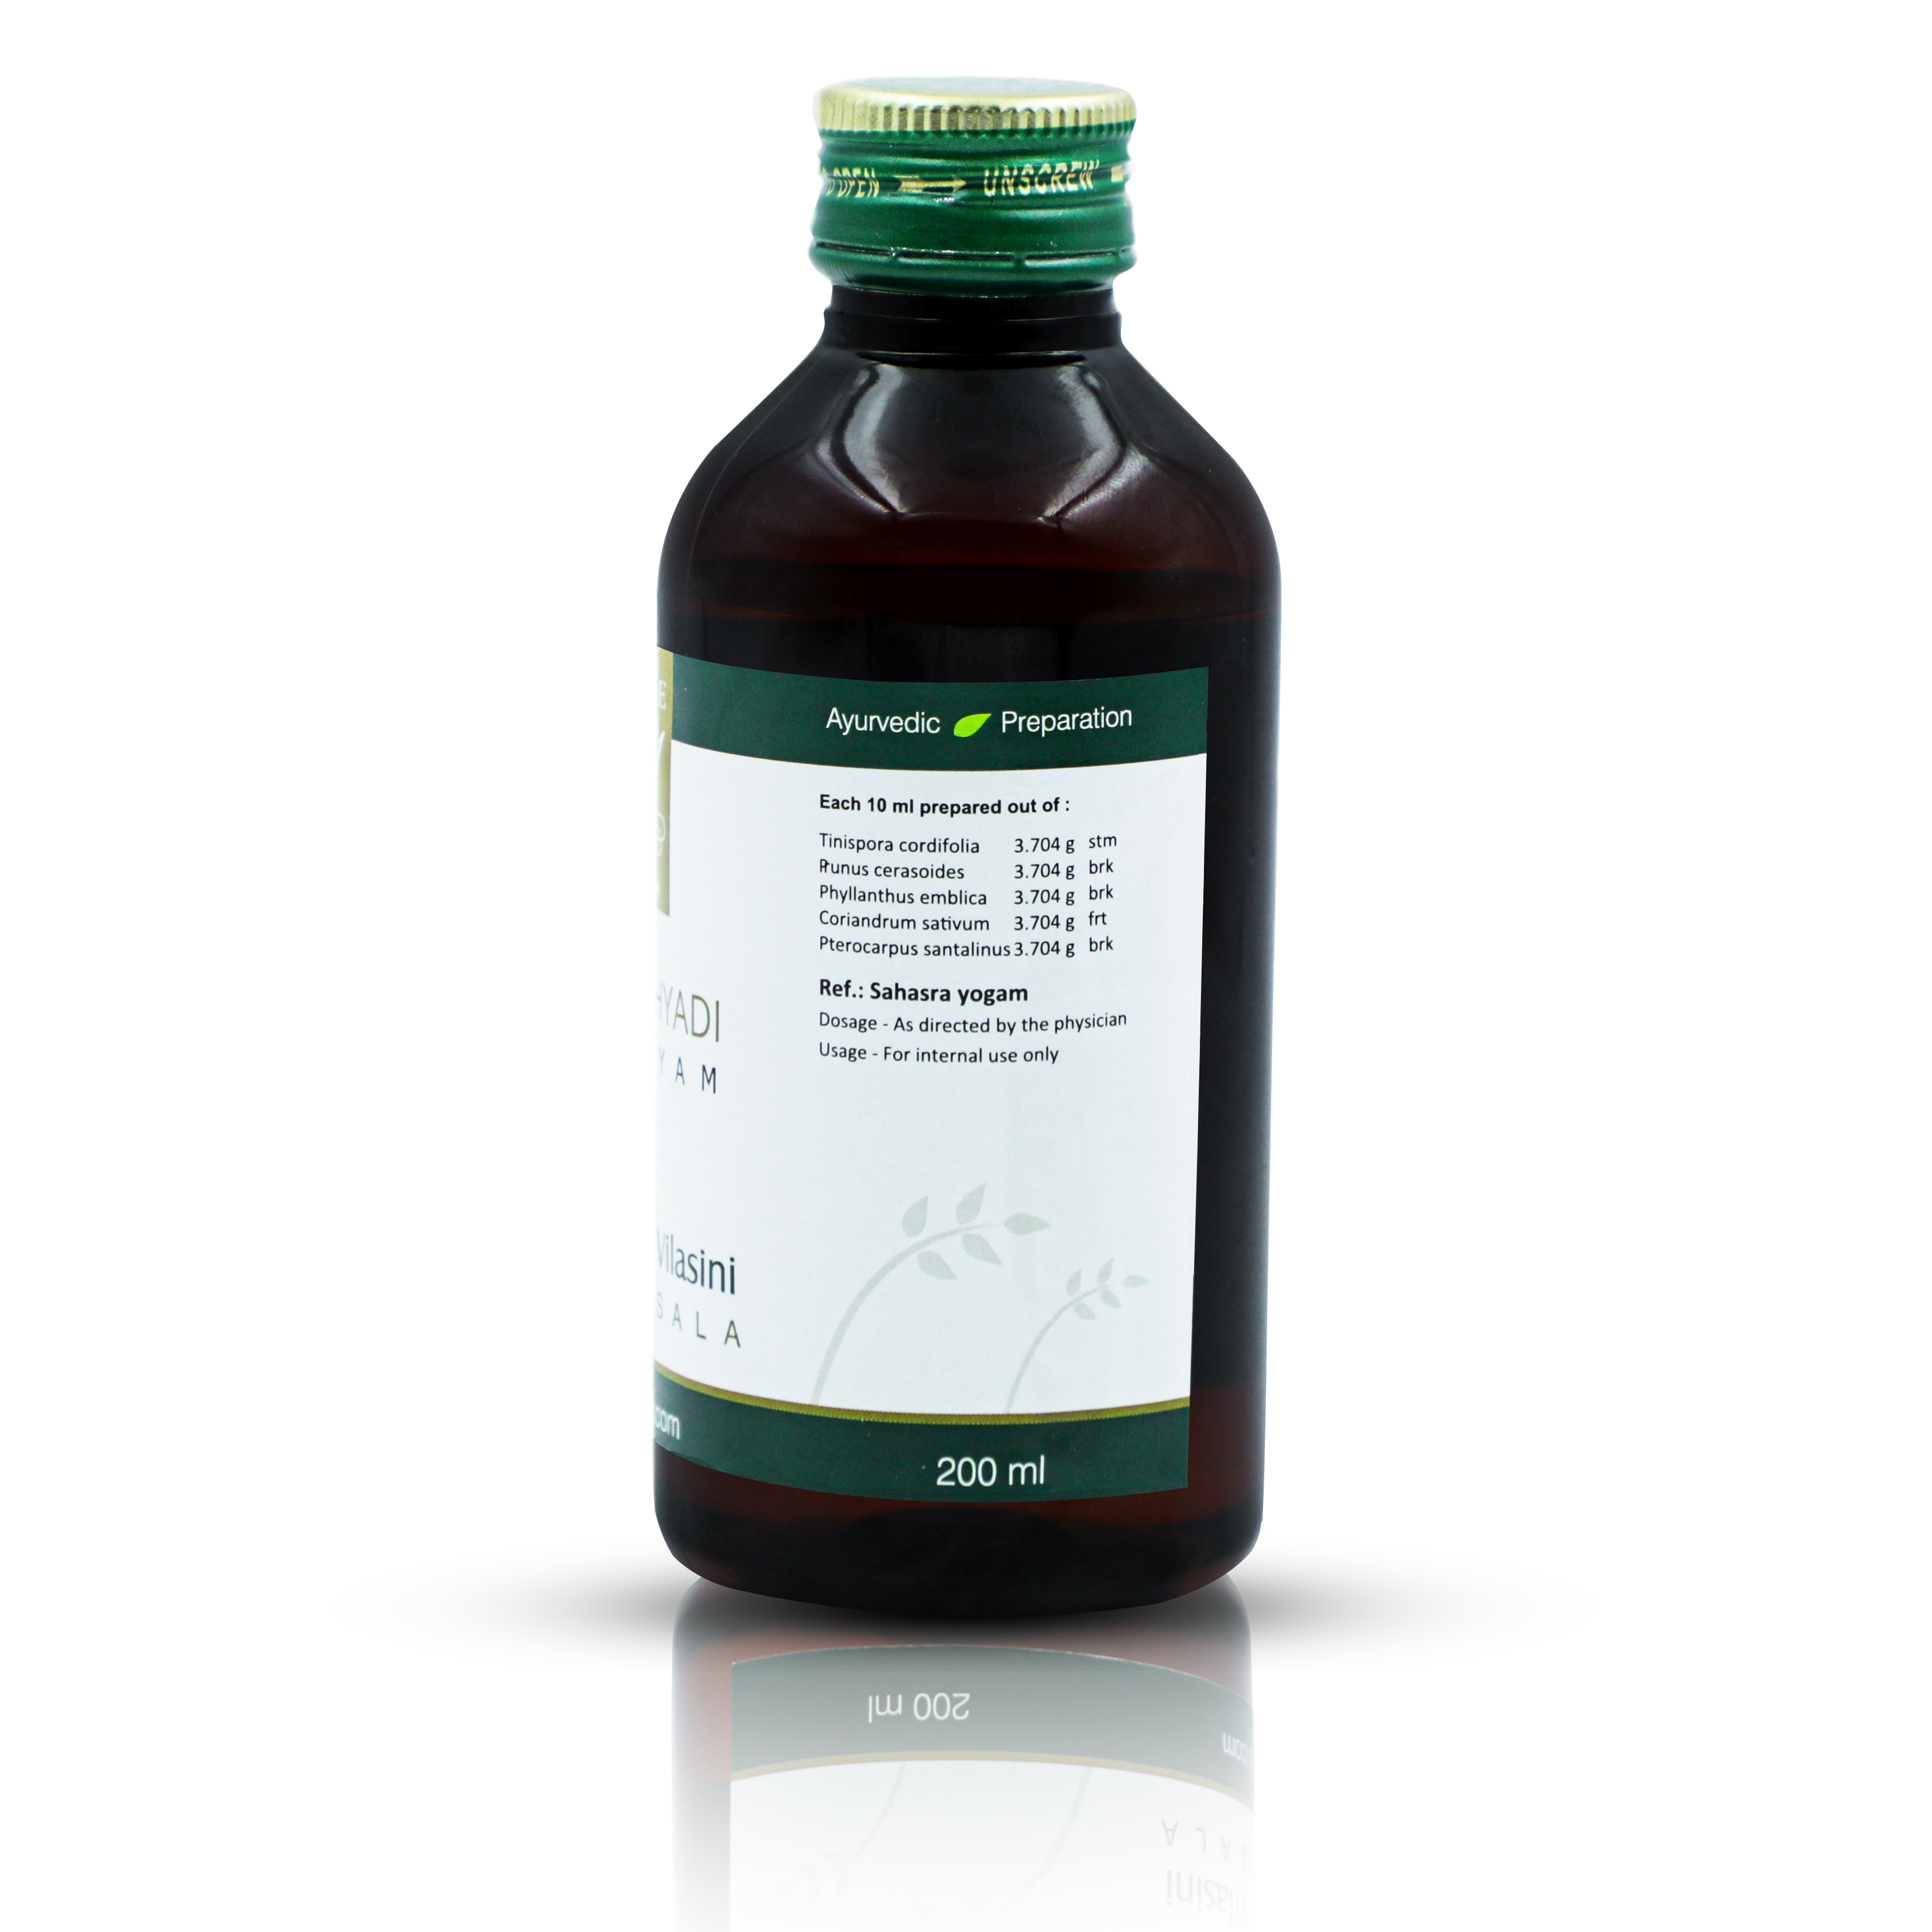 OPEN UNSCREW
Ayurvedic Preparation
Each 10 ml prepared out of :
Tinispora cordifolia 3.704 g stm
Prunus cerasoides 3.704 g brk
Phyllanthus emblica 3.704 g brk
Coriandrum sativum 3.704 g frt
Pterocarpus santalinus 3.704 g brk
Ref.: Sahasra yogam
Dosage - As directed by the physician
Usage - For internal use only
E
HYADI
YAM
Vilasini
SALA
.com
200 ml